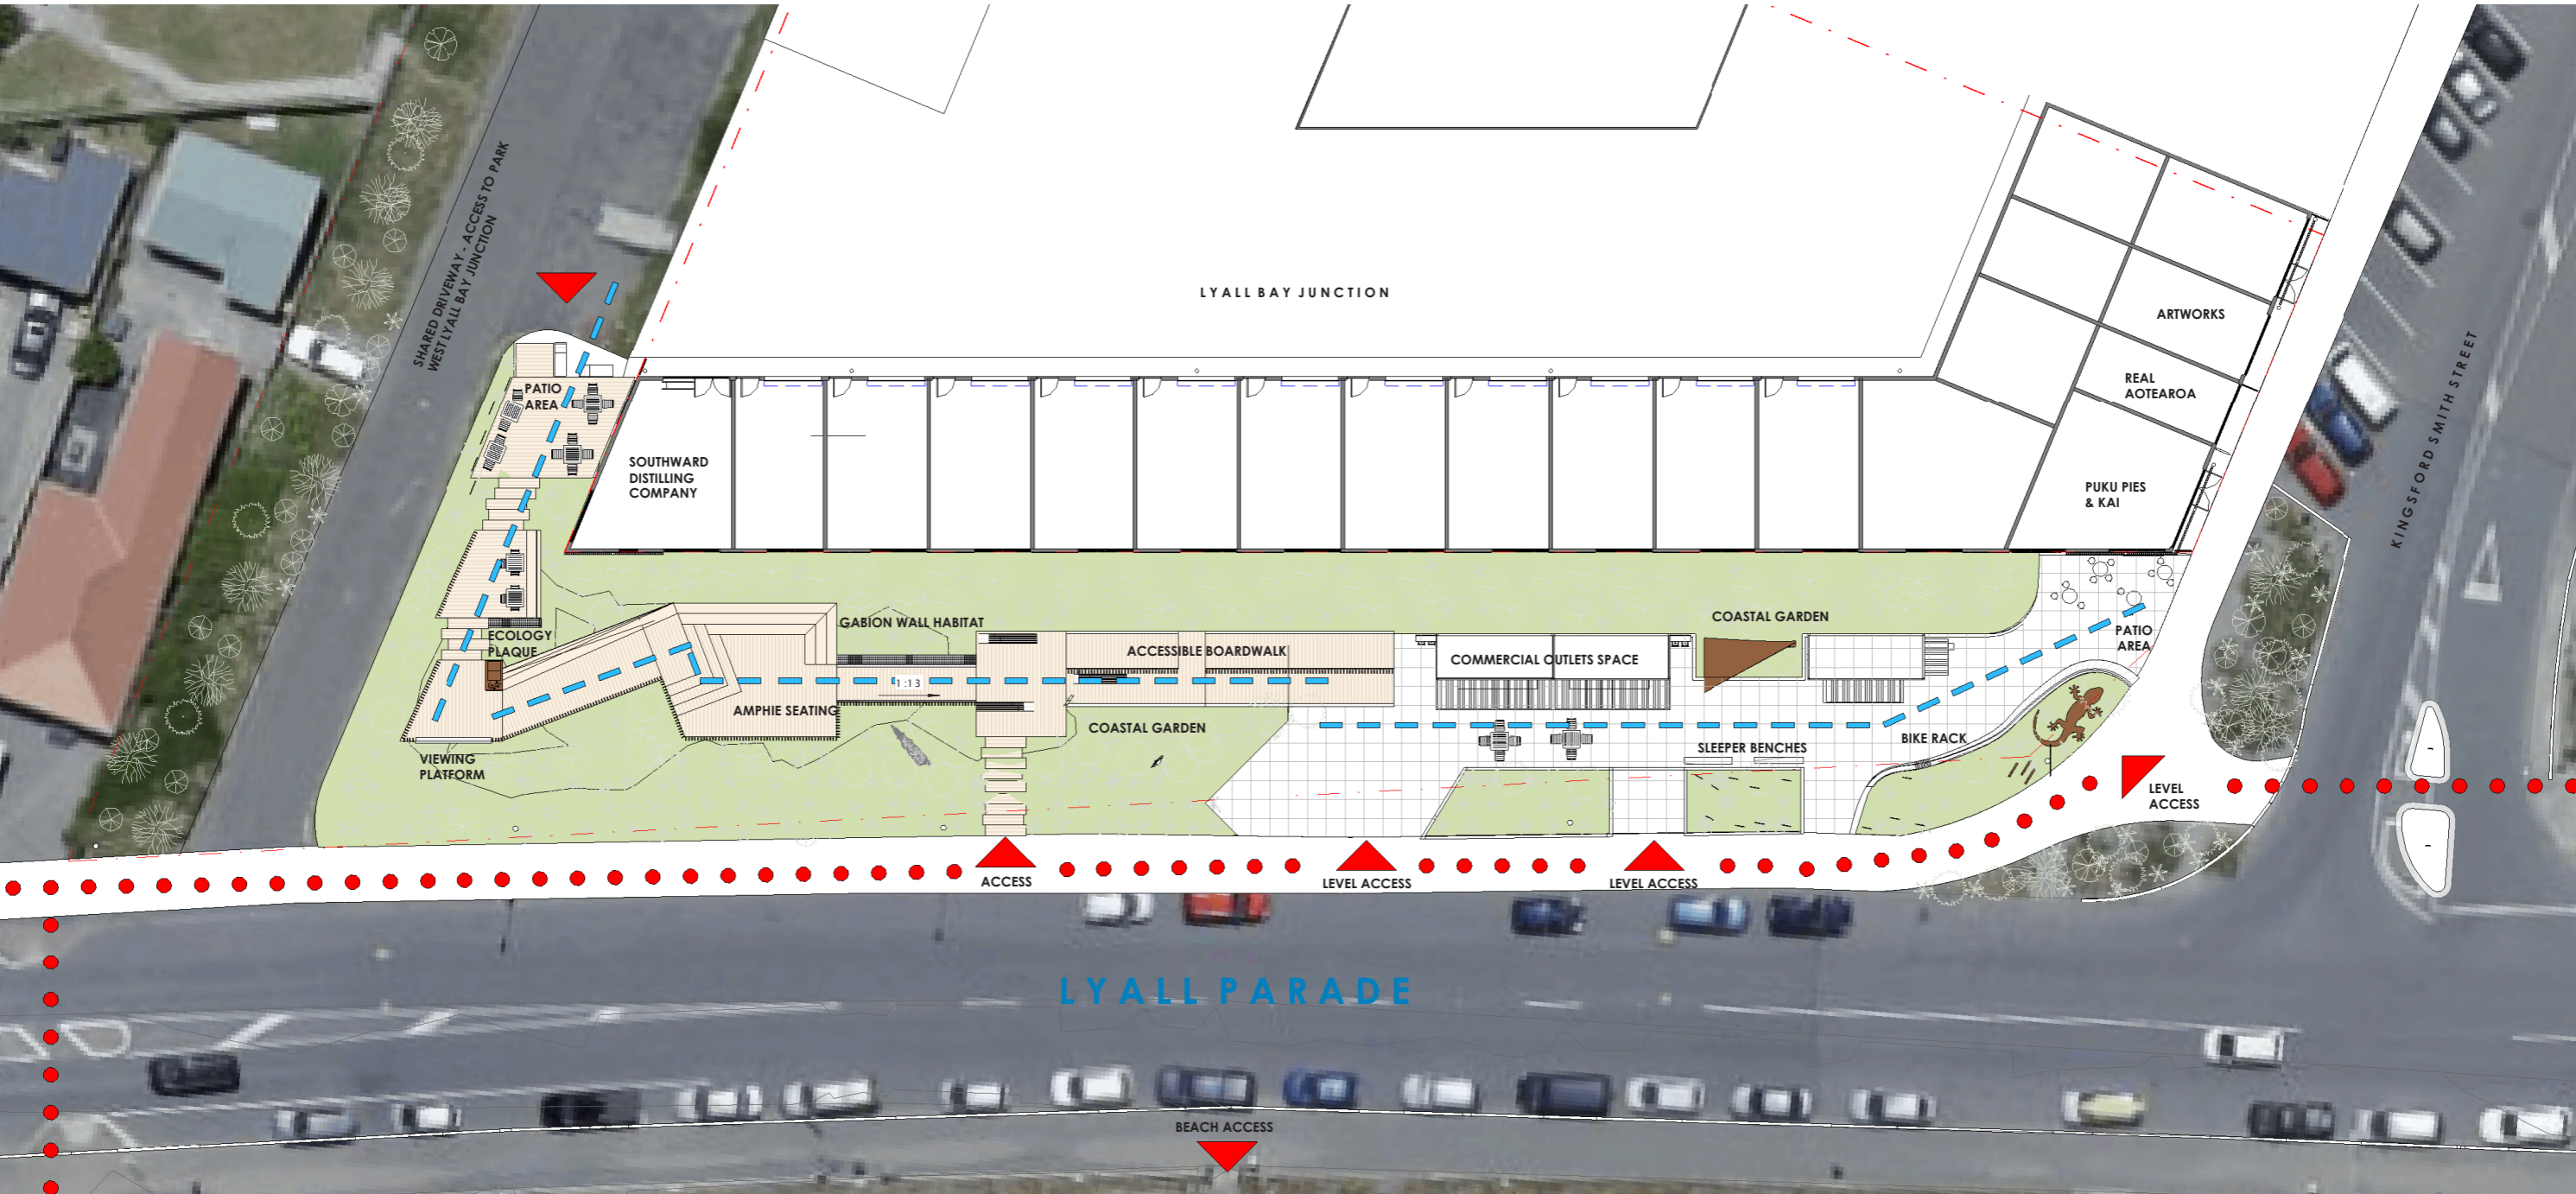 SHARED DRIVEWAY - ACCESS TO PARK
WEST LYALL BAY JUNCTION
LYALL BAY JUNCTION
ARTWORKS
REAL
AOTEAROA
PUKU PIES
& KAI
KINGSFORD SMITH STREET
PATIO
AREA
SOUTHWARD
DISTILLING
COMPANY
ECOLOGY
PLAQUE
GABION WALL HABITAT
ACCESSIBLE BOARDWALK
COMMERCIAL OUTLETS SPACE
COASTAL GARDEN
PATIO
AREA
1:13
AMPHIE SEATING
COASTAL GARDEN
VIEWING
PLATFORM
SLEEPER BENCHES
BIKE RACK
LEVEL
ACCESS
ACCESS
LEVEL ACCESS
LEVEL ACCESS
LYALL PARADE
BEACH ACCESS